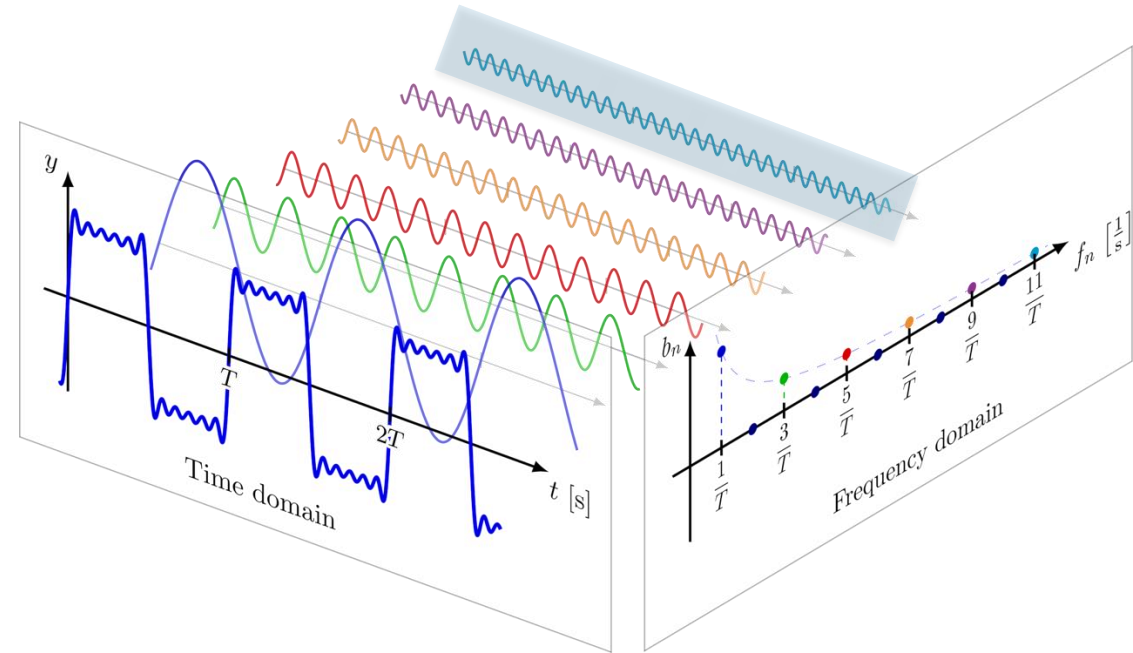 y
T
2T
t [s]
Time domain
b_n
f_n [1/s]
1/T
3/T
5/T
7/T
9/T
11/T
Frequency domain